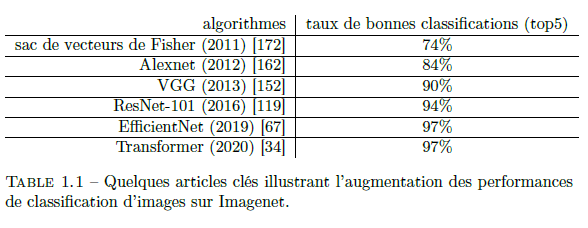 algorithmes taux de bonnes classifications (top5)
sac de vecteurs de Fisher (2011) [172] 74%
Alexnet (2012) [162] 84%
VGG (2013) [152] 90%
ResNet-101 (2016) [119] 94%
EfficientNet (2019) [67] 97%
Transformer (2020) [34] 97%
TABLE 1.1 – Quelques articles clés illustrant l'augmentation des performances
de classification d'images sur Imagenet.